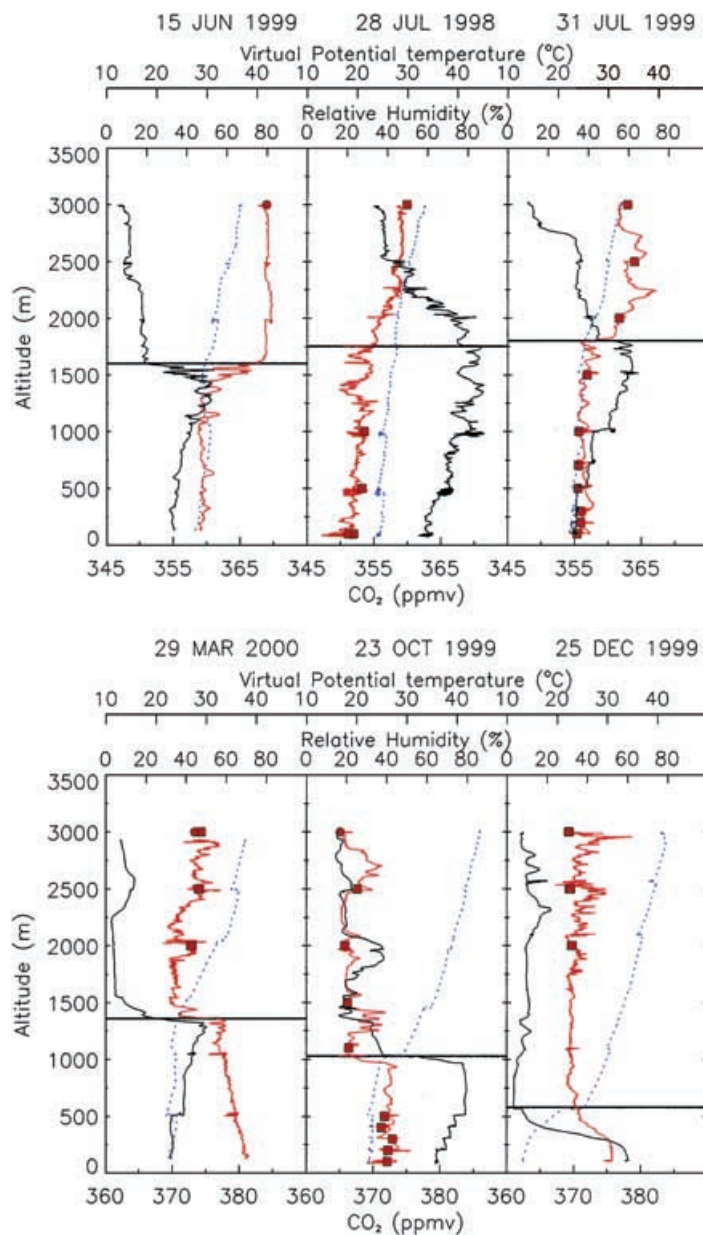 15 JUN 1999 28 JUL 1998 31 JUL 1999
Virtual Potential temperature (°C)
10 20 30 40 10 20 30 40 10 20 30 40
Relative Humidity (%)
0 20 40 60 80 0 20 40 60 80 0 20 40 60 80
3500
3000
2500
2000
1500
1000
500
0
Altitude (m)
345 355 365 345 355 365 345 355 365
CO₂ (ppmv)
29 MAR 2000 23 OCT 1999 25 DEC 1999
Virtual Potential temperature (°C)
10 20 30 40 10 20 30 40 10 20 30 40
Relative Humidity (%)
0 20 40 60 80 0 20 40 60 80 0 20 40 60 80
3500
3000
2500
2000
1500
1000
500
0
Altitude (m)
360 370 380 360 370 380 360 370 380
CO₂ (ppmv)